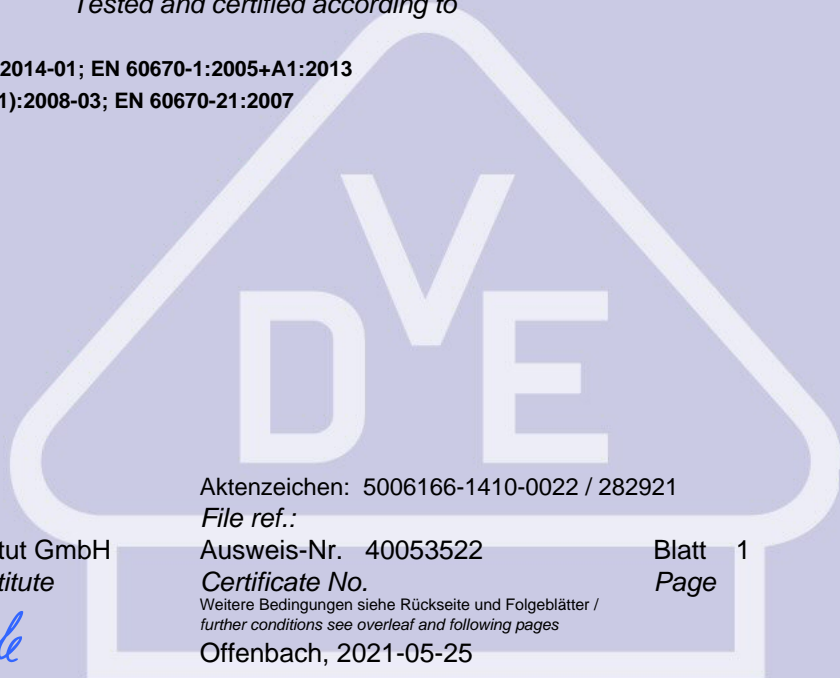 Tested and certified according to
2014-01; EN 60670-1:2005+A1:2013
1):2008-03; EN 60670-21:2007
DVE
Aktenzeichen: 5006166-1410-0022 / 282921
File ref.:
tut GmbH Ausweis-Nr. 40053522 Blatt 1
titute Certificate No. Page
Weitere Bedingungen siehe Rückseite und Folgeblätter /
further conditions see overleaf and following pages
Offenbach, 2021-05-25